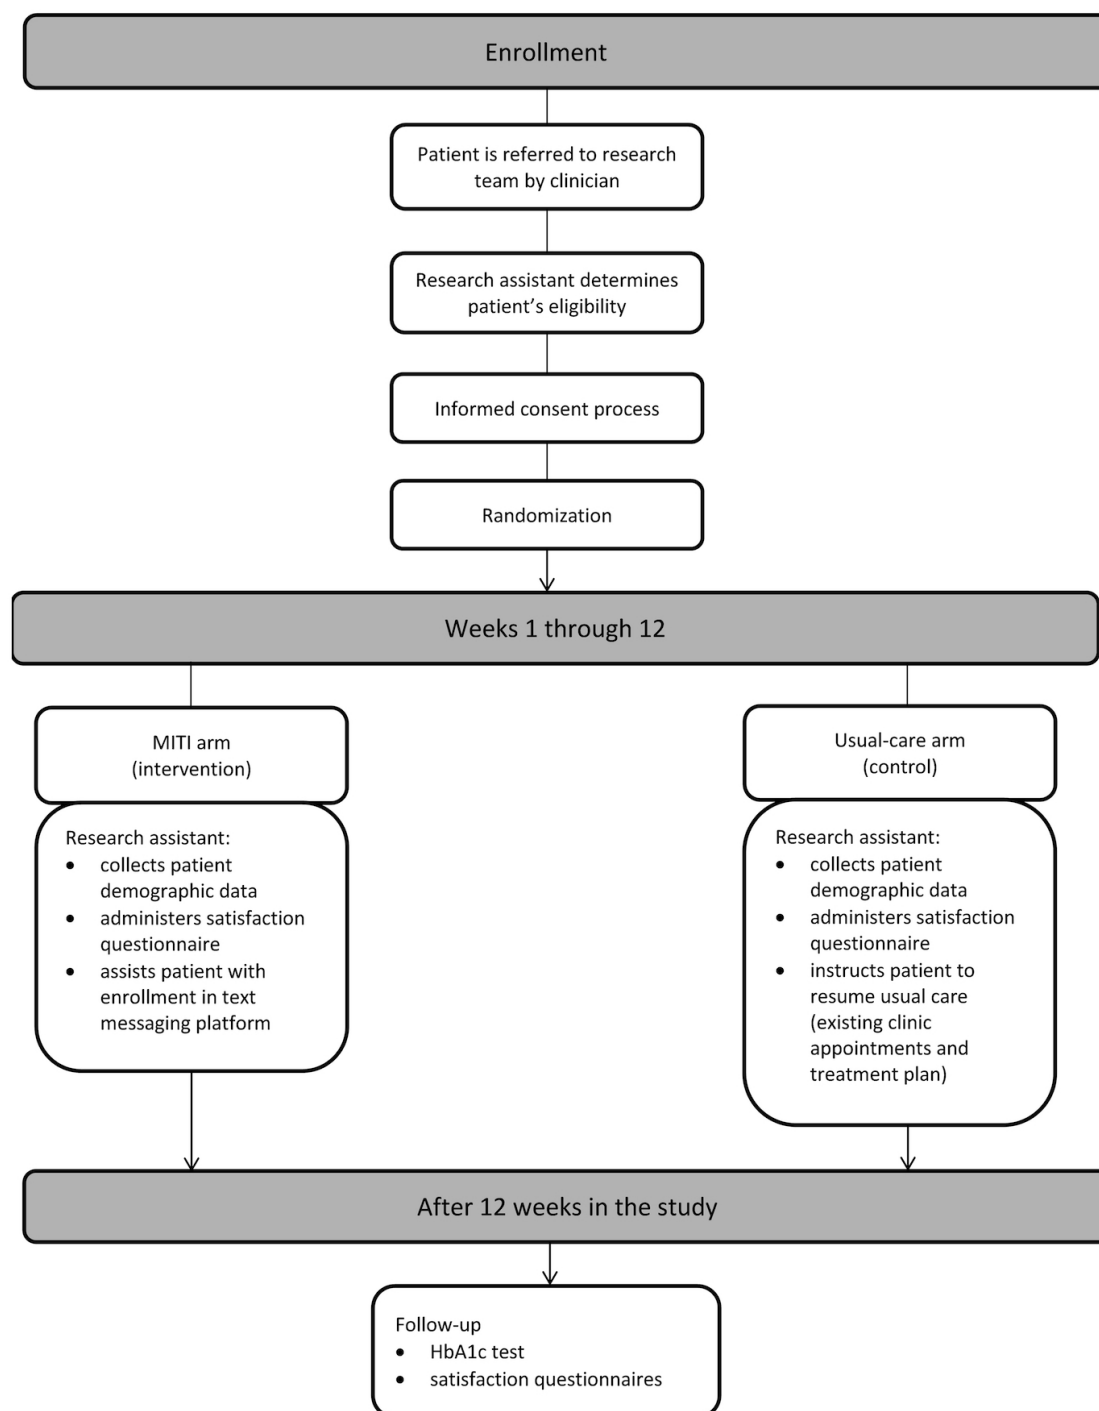 Enrollment
Patient is referred to research
team by clinician
Research assistant determines
patient’s eligibility
Informed consent process
Randomization
Weeks 1 through 12
MITI arm
(intervention)
Research assistant:
• collects patient
demographic data
• administers satisfaction
questionnaire
• assists patient with
enrollment in text
messaging platform
Usual-care arm
(control)
Research assistant:
• collects patient
demographic data
• administers satisfaction
questionnaire
• instructs patient to
resume usual care
(existing clinic
appointments and
treatment plan)
After 12 weeks in the study
Follow-up
• HbA1c test
• satisfaction questionnaires